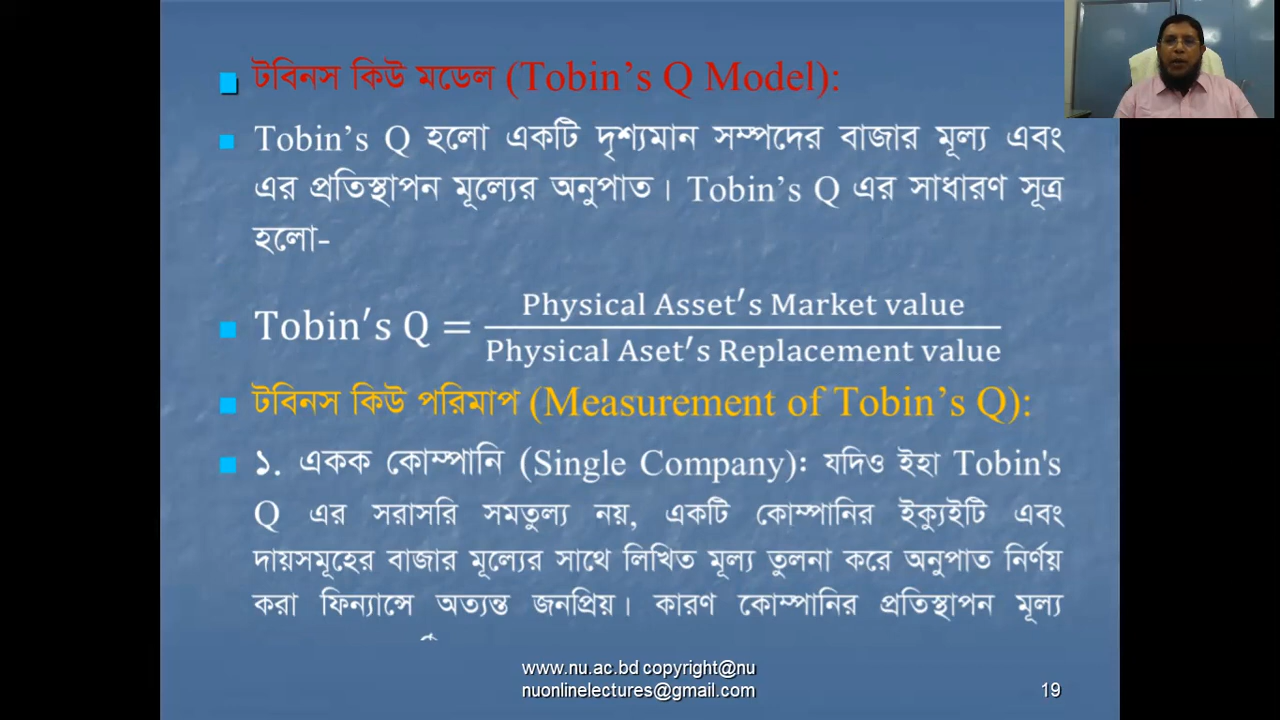 টবিনস কিউ মডেল (Tobin’s Q Model):
Tobin’s Q হলো একটি দৃশ্যমান সম্পদের বাজার মূল্য এবং
এর প্রতিস্থাপন মূল্যের অনুপাত। Tobin’s Q এর সাধারণ সূত্র
হলো-
Tobin′s Q = Physical Asset′s Market value
Physical Aset′s Replacement value
টবিনস কিউ পরিমাপ (Measurement of Tobin’s Q):
১. একক কোম্পানি (Single Company): যদিও ইহা Tobin's
Q এর সরাসরি সমতুল্য নয়, একটি কোম্পানির ইক্যুইটি এবং
দায়সমূহের বাজার মূল্যের সাথে লিখিত মূল্য তুলনা করে অনুপাত নির্ণয়
করা ফিন্যান্সে অত্যন্ত জনপ্রিয়। কারণ কোম্পানির প্রতিস্থাপন মূল্য
www.nu.ac.bd copyright@nu
nuonlinelectures@gmail.com
19